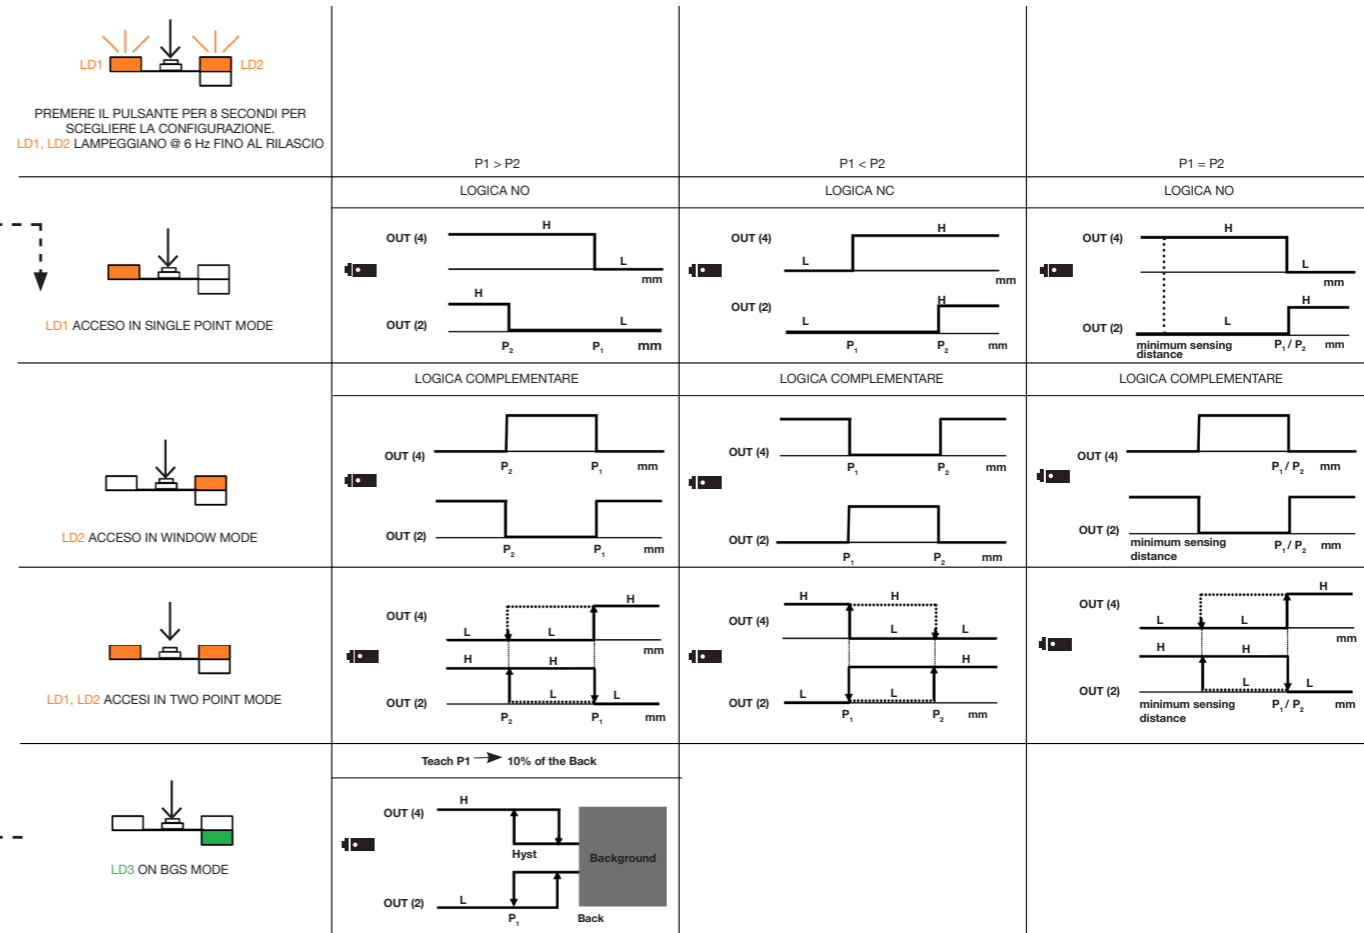 LD1 LD2
PREMERE IL PULSANTE PER 8 SECONDI PER
SCEGLIERE LA CONFIGURAZIONE.
LD1, LD2 LAMPEGGIANO @ 6 Hz FINO AL RILASCIO
P1 > P2
P1 < P2
P1 = P2
LD1 ACCESO IN SINGLE POINT MODE
LOGICA NO
OUT (4)
H
L
mm
H
OUT (2)
L
P2 P1 mm
LOGICA NC
OUT (4)
H
L
mm
OUT (2)
H
L
P1 P2 mm
LOGICA NO
OUT (4)
H
L
mm
H
OUT (2)
L
minimum sensing
distance
P1 / P2 mm
LD2 ACCESO IN WINDOW MODE
LOGICA COMPLEMENTARE
OUT (4)
P2 P1 mm
OUT (2)
P2 P1 mm
LOGICA COMPLEMENTARE
OUT (4)
P1 P2 mm
OUT (2)
P1 P2 mm
LOGICA COMPLEMENTARE
OUT (4)
P1 / P2 mm
OUT (2)
minimum sensing
distance
P1 / P2 mm
LD1, LD2 ACCESI IN TWO POINT MODE
OUT (4)
H
L L
mm
H H
OUT (2)
L L
P2 P1 mm
H H
OUT (4)
L L
H
OUT (2)
L L
P1 P2 mm
H
OUT (4)
L L
mm
H H
L L
OUT (2)
minimum sensing
distance
P1 / P2 mm
LD3 ON BGS MODE
Teach P1 10% of the Back
H
OUT (4)
Hyst
Background
L
OUT (2)
P1 Back